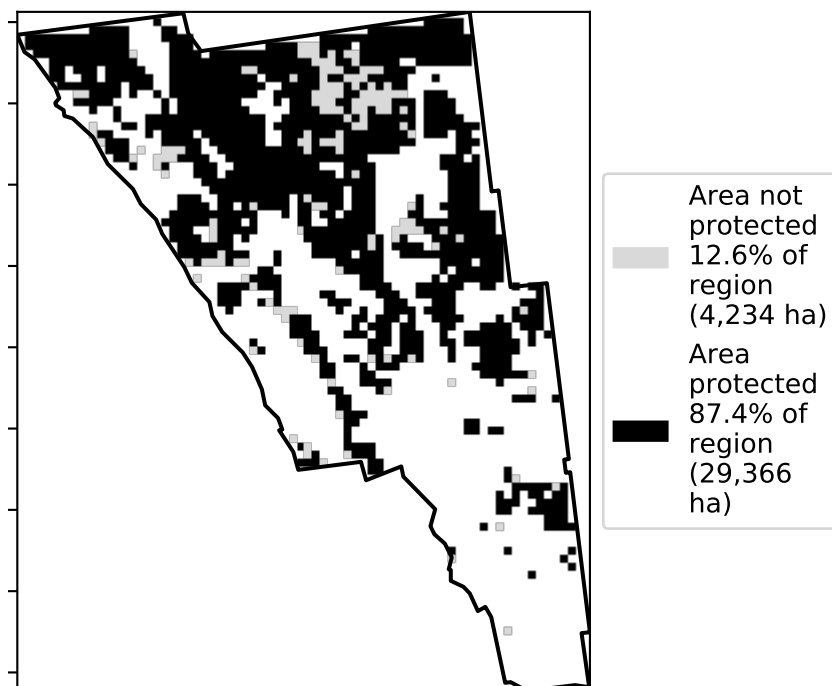 Area not
protected
12.6% of
region
(4,234 ha)
Area
protected
87.4% of
region
(29,366
ha)